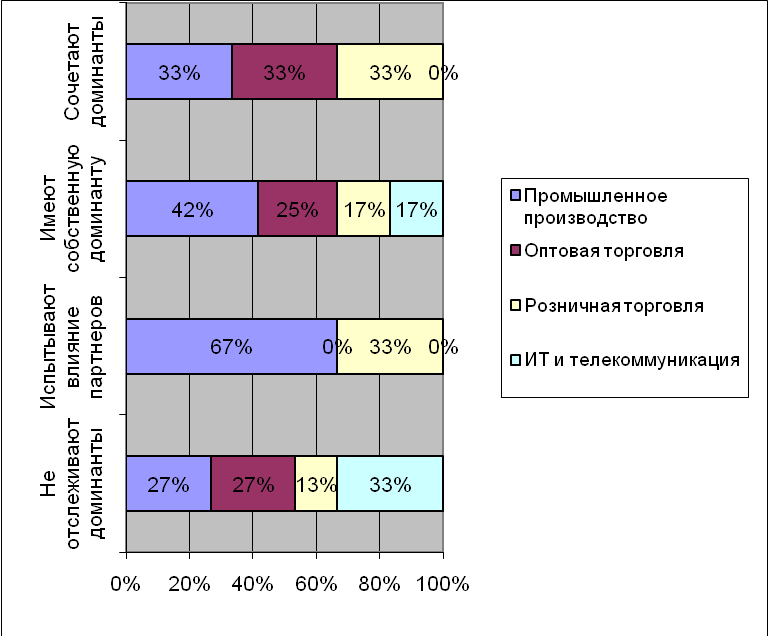 Сочетают
доминанты
33%
33%
33%
0%
Имеют
собственную
доминанту
42%
25%
17%
17%
Испытывают
влияние
партнеров
67%
0%
33%
0%
Не
отслеживают
доминанты
27%
27%
13%
33%
0%
20%
40%
60%
80%
100%
Промышленное
производство
Оптовая торговля
Розничная торговля
ИТ и телекоммуникация